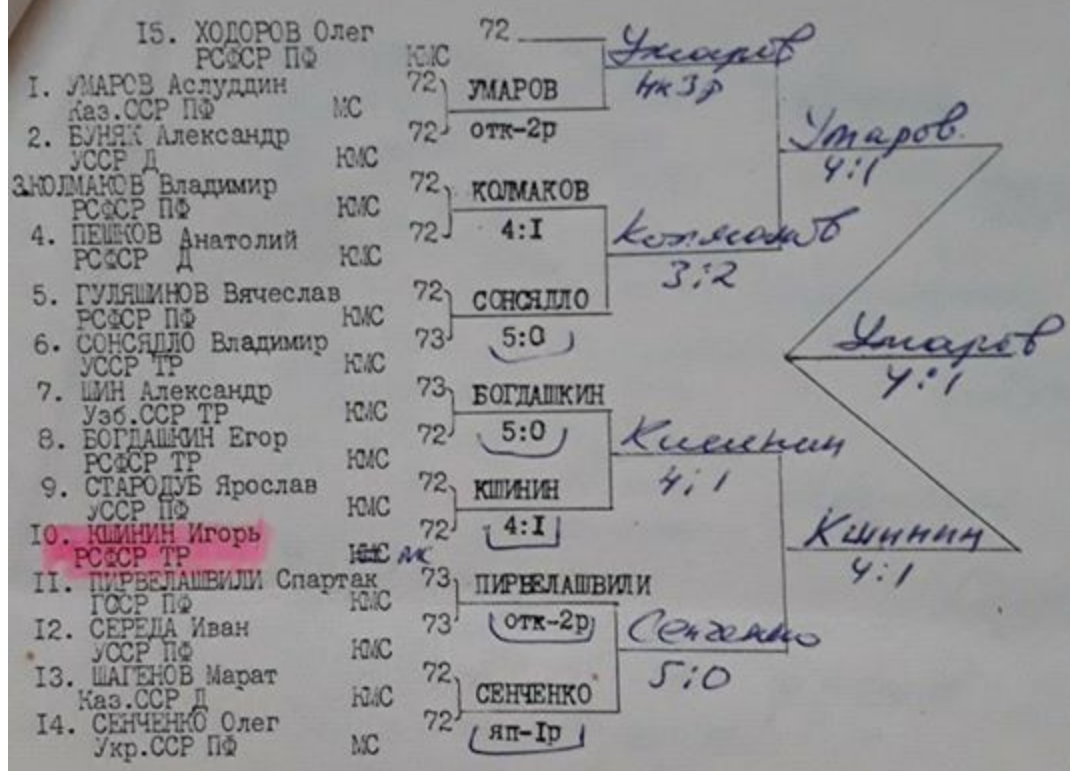 I5. ХОДОРОВ Олег 72
РСФСР ПФ КМС
Умаров
нк 3р
I. УМАРОВ Аслуддин 72 УМАРОВ
Каз.ССР ПФ МС
2. БУНЯК Александр 72 отк-2р
УССР Д КМС
Умаров
4:1
3.КОЛМАКОВ Владимир 72 КОЛМАКОВ
РСФСР ПФ КМС
4. ПЕШКОВ Анатолий 72 4:I
РСФСР Д КМС
Колмаков
3:2
5. ГУЛЯШИНОВ Вячеслав 72 СОНСЯДЛО
РСФСР ПФ КМС
6. СОНСЯДЛО Владимир 73 5:0
УССР ТР КМС
Умаров
4:1
7. ШИН Александр 73 БОГДАШКИН
Узб.ССР ТР КМС
8. БОГДАШКИН Егор 72 5:0
РСФСР ТР КМС
Кшинин
4:1
9. СТАРОДУБ Ярослав 72 КШИНИН
УССР ПФ КМС
I0. КШИНИН Игорь 72 4:I
РСФСР ТР КМС МС
Кшинин
4:1
II. ПИРВЕЛАШВИЛИ Спартак 73 ПИРВЕЛАШВИЛИ
ГССР ПФ КМС
I2. СЕРЕДА Иван 73 отк-2р
УССР ПФ КМС
Сенченко
5:0
I3. ШАГЕНОВ Марат 72 СЕНЧЕНКО
Каз.ССР Д КМС
I4. СЕНЧЕНКО Олег 72 яп-Iр
Укр.ССР ПФ МС